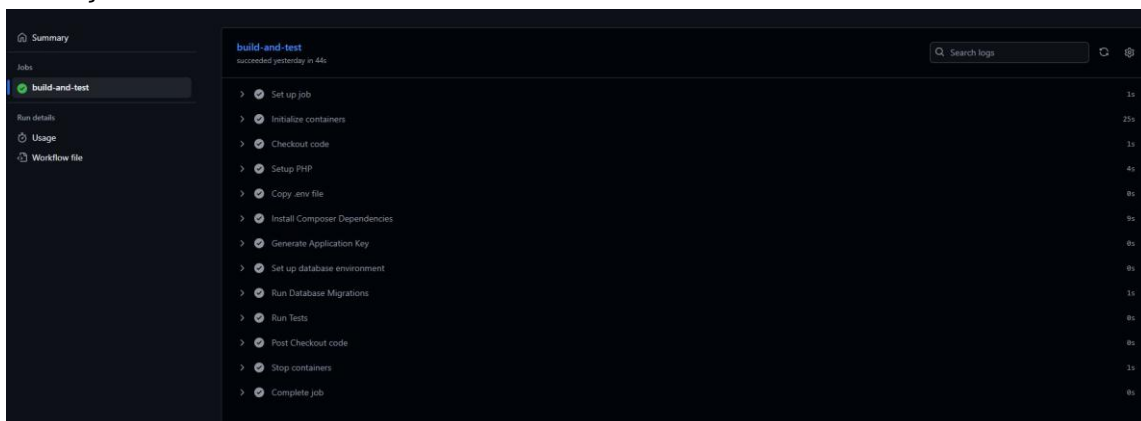 Summary
Jobs
build-and-test
Run details
Usage
Workflow file
build-and-test
succeeded yesterday in 44s
Search logs
Set up job 1s
Initialize containers 25s
Checkout code 1s
Setup PHP 4s
Copy .env file 0s
Install Composer Dependencies 9s
Generate Application Key 0s
Set up database environment 0s
Run Database Migrations 1s
Run Tests 0s
Post Checkout code 0s
Stop containers 1s
Complete job 0s